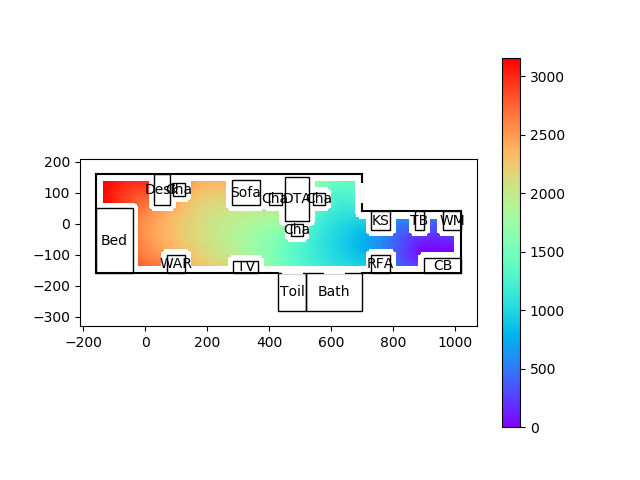 200
100
0
−100
−200
−300
−200
0
200
400
600
800
1000
Bed
Desk
Cha
WAR
Sofa
TV
Cha
DTA
Cha
Cha
Toil
Bath
KS
RFA
TB
WM
CB
3000
2500
2000
1500
1000
500
0